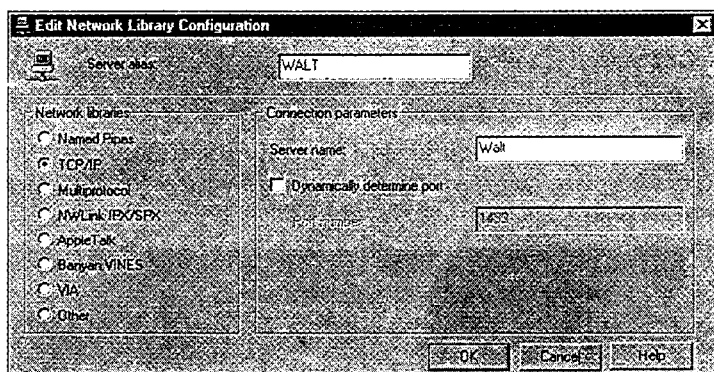 Edit Network Library Configuration
Server alias: WALT
Network libraries
Named Pipes
TCP/IP
Multiprotocol
NWLink IPX/SPX
AppleTalk
Banyan VINES
VIA
Other
Connection parameters
Server name: Walt
Dynamically determine port
Port number: 1433
OK Cancel Help